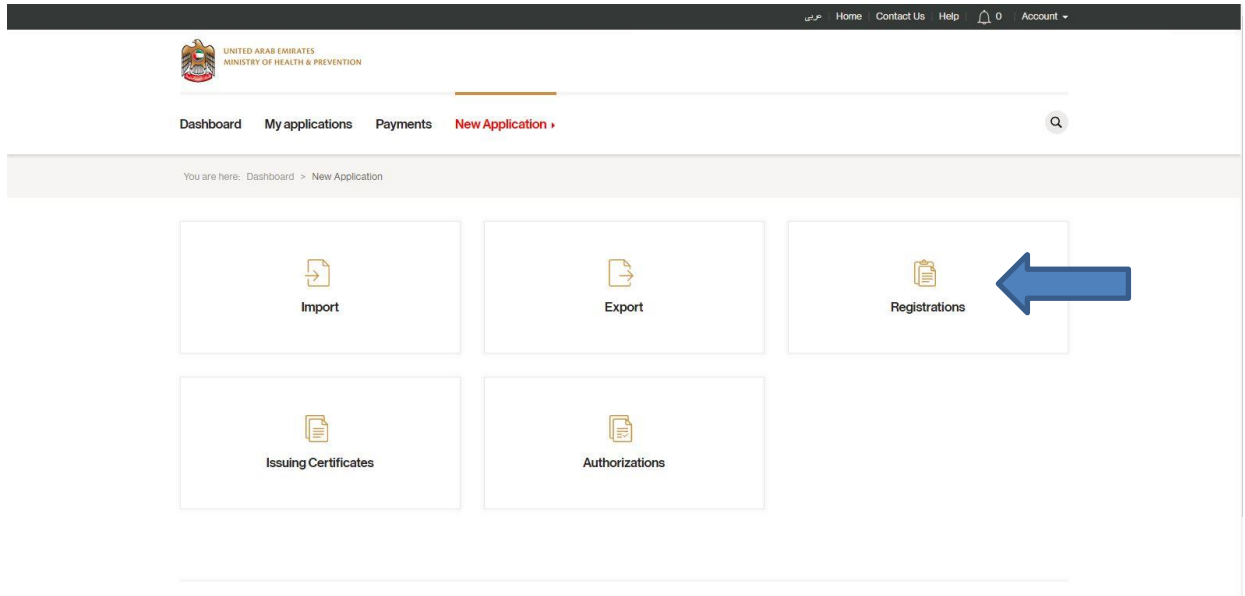 عربي Home Contact Us Help 0 Account
UNITED ARAB EMIRATES
MINISTRY OF HEALTH & PREVENTION
Dashboard My applications Payments New Application
You are here: Dashboard > New Application
Import Export Registrations
Issuing Certificates Authorizations